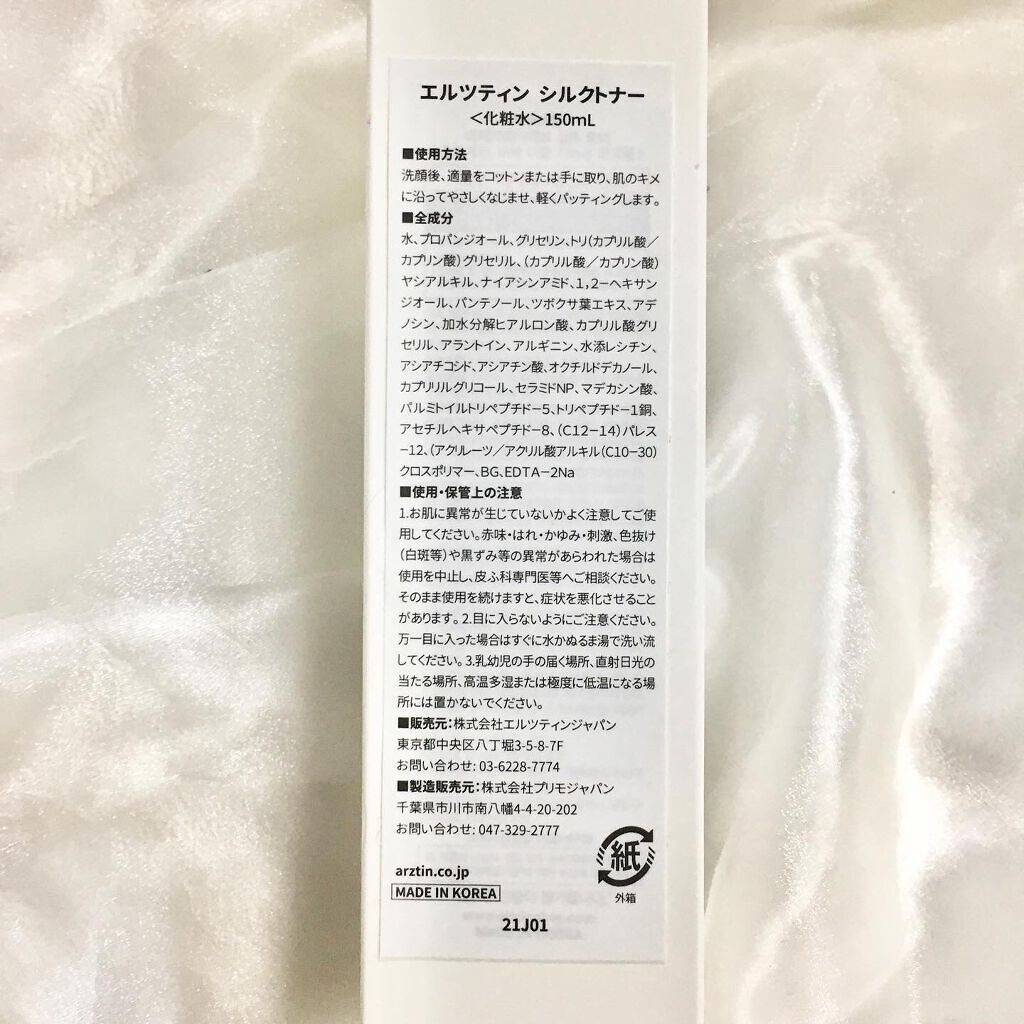 エルツティン シルクトナー
<化粧水>150mL
■使用方法
洗顔後、適量をコットンまたは手に取り、肌のキメ
に沿ってやさしくなじませ、軽くパッティングします。
■全成分
水、プロパンジオール、グリセリン、トリ(カプリル酸／
カプリン酸)グリセリル、(カプリル酸／カプリン酸)
ヤシアルキル、ナイアシンアミド、1,2-ヘキサン
ジオール、パンテノール、ツボクサ葉エキス、アデ
ノシン、加水分解ヒアルロン酸、カプリル酸グリ
セリル、アラントイン、アルギニン、水添レシチン、
アシアチコシド、アシアチン酸、オクチルドデカノール、
カプリリルグリコール、セラミドNP、マデカシン酸、
パルミトイルトリペプチド-5、トリペプチド-1銅、
アセチルヘキサペプチド-8、(C12-14)パレス
-12、(アクリレーツ／アクリル酸アルキル(C10-30)
クロスポリマー、BG、EDTA-2Na
■使用・保管上の注意
1.お肌に異常が生じていないかよく注意してご使
用してください。赤味・はれ・かゆみ・刺激、色抜け
(白斑等)や黒ずみ等の異常があらわれた場合は
使用を中止し、皮ふ科専門医等へご相談ください。
そのまま使用を続けますと、症状を悪化させること
があります。2.目に入らないようにご注意ください。
万一目に入った場合はすぐに水かぬるま湯で洗い流
してください。3.乳幼児の手の届く場所、直射日光の
当たる場所、高温多湿または極度に低温になる場
所には置かないでください。
■販売元:株式会社エルツティンジャパン
東京都中央区八丁堀3-5-8-7F
お問い合わせ: 03-6228-7774
■製造販売元:株式会社プリモジャパン
千葉県市川市南八幡4-4-20-202
お問い合わせ: 047-329-2777
arztin.co.jp
MADE IN KOREA
紙
外箱
21J01